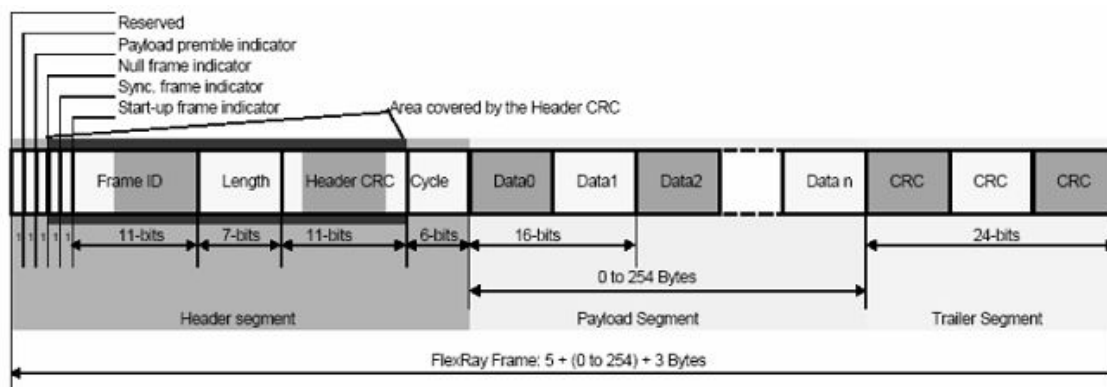 Reserved
Payload premble indicator
Null frame indicator
Sync. frame indicator
Start-up frame indicator
Area covered by the Header CRC
Frame ID Length Header CRC Cycle Data0 Data1 Data2 Data n CRC CRC CRC
1 1 1 1 1 11-bits 7-bits 11-bits 6-bits 16-bits 24-bits
0 to 254 Bytes
Header segment Payload Segment Trailer Segment
FlexRay Frame: 5 + (0 to 254) + 3 Bytes